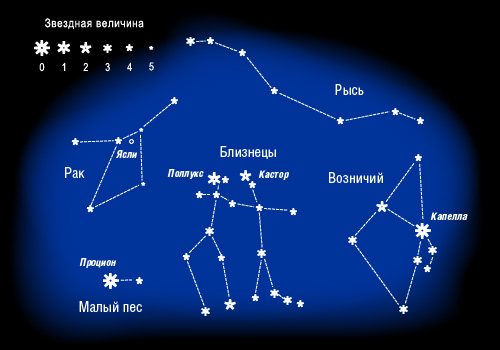 Звездная величина
0 1 2 3 4 5
Рысь
Ясли
Рак
Близнецы
Поллукс
Кастор
Возничий
Капелла
Процион
Малый пес